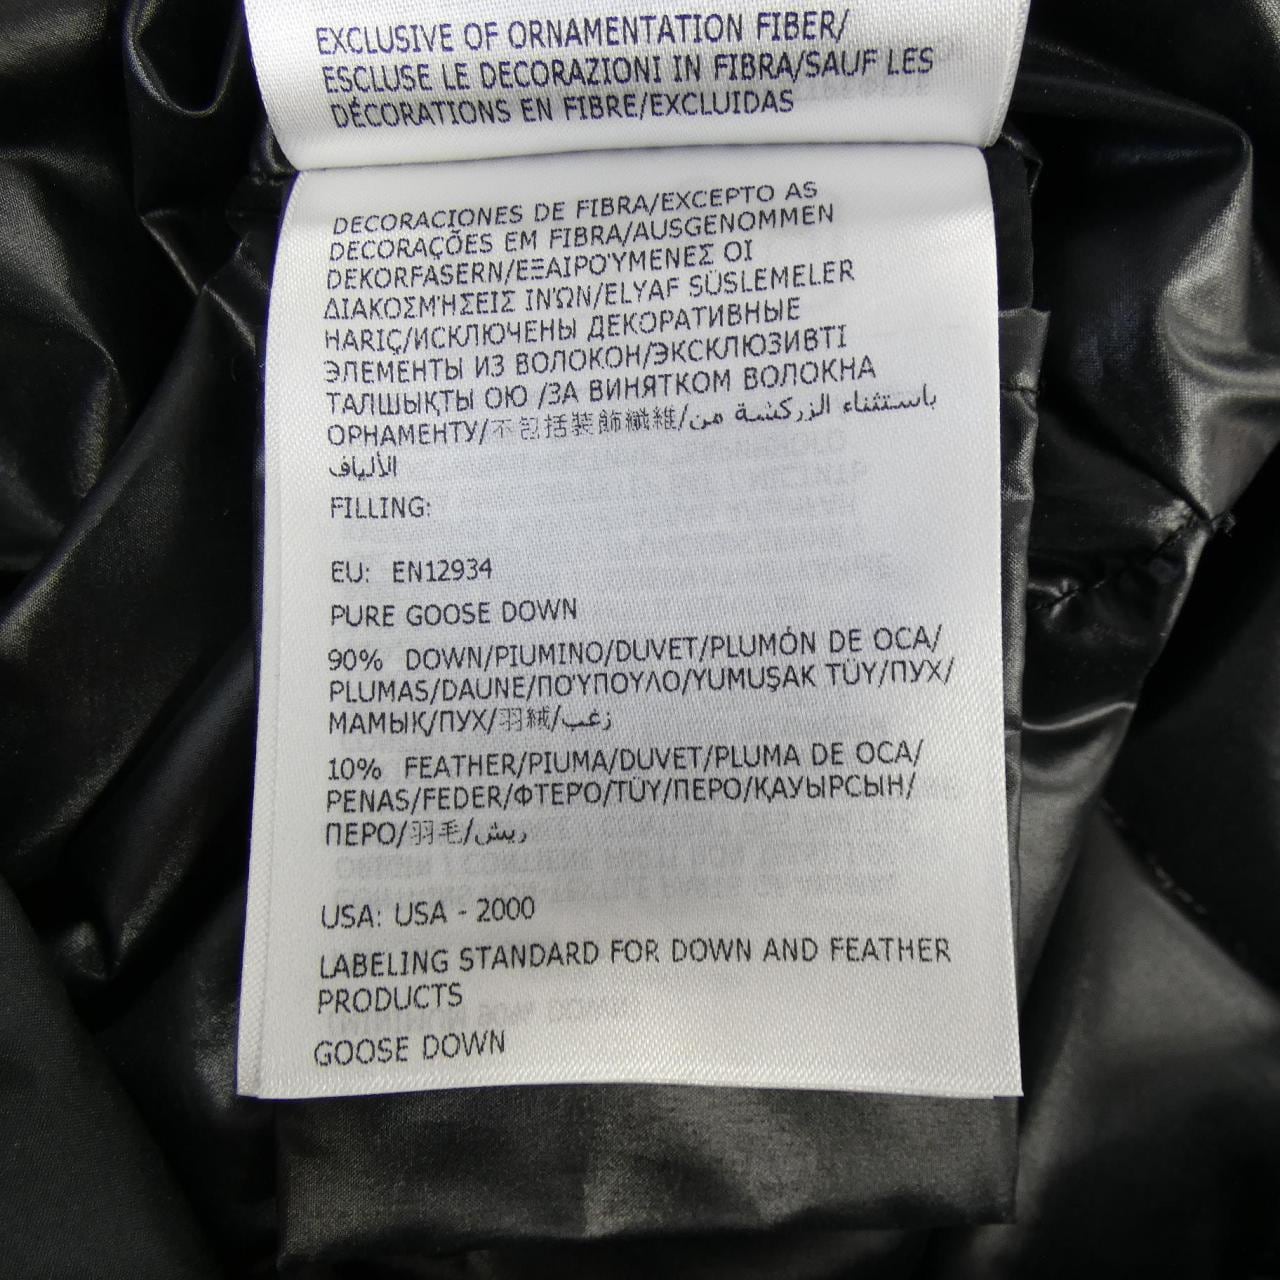 EXCLUSIVE OF ORNAMENTATION FIBER/
ESCLUSE LE DECORAZIONI IN FIBRA/SAUF LES
DÉCORATIONS EN FIBRE/EXCLUIDAS
DECORACIONES DE FIBRA/EXCEPTO AS
DECORAÇÕES EM FIBRA/AUSGENOMMEN
DEKORFASERN/ΕΞΑΙΡΟΎΜΕΝΕΣ ΟΙ
ΔΙΑΚΟΣΜΉΣΕΙΣ ΙΝΏΝ/ELYAF SÜSLEMELER
HARIÇ/ИСКЛЮЧЕНЫ ДЕКОРАТИВНЫЕ
ЭЛЕМЕНТЫ ИЗ ВОЛОКОН/ЭКСКЛЮЗИВТІ
ТАЛШЫҚТЫ ОЮ /ЗА ВИНЯТКОМ ВОЛОКНА
ОРНАМЕНТУ/不包括裝飾纖維/باستثناء الزركشة من
الألياف
FILLING:
EU: EN12934
PURE GOOSE DOWN
90% DOWN/PIUMINO/DUVET/PLUMÓN DE OCA/
PLUMAS/DAUNE/ΠΟΎΠΟΥΛΟ/YUMUŞAK TÜY/ПУХ/
МАМЫҚ/ПУХ/羽絨/زغب
10% FEATHER/PIUMA/DUVET/PLUMA DE OCA/
PENAS/FEDER/ΦΤΕΡΌ/TÜY/ПЕРО/ҚАУЫРСЫН/
ПЕРО/羽毛/ريش
USA: USA - 2000
LABELING STANDARD FOR DOWN AND FEATHER
PRODUCTS
GOOSE DOWN